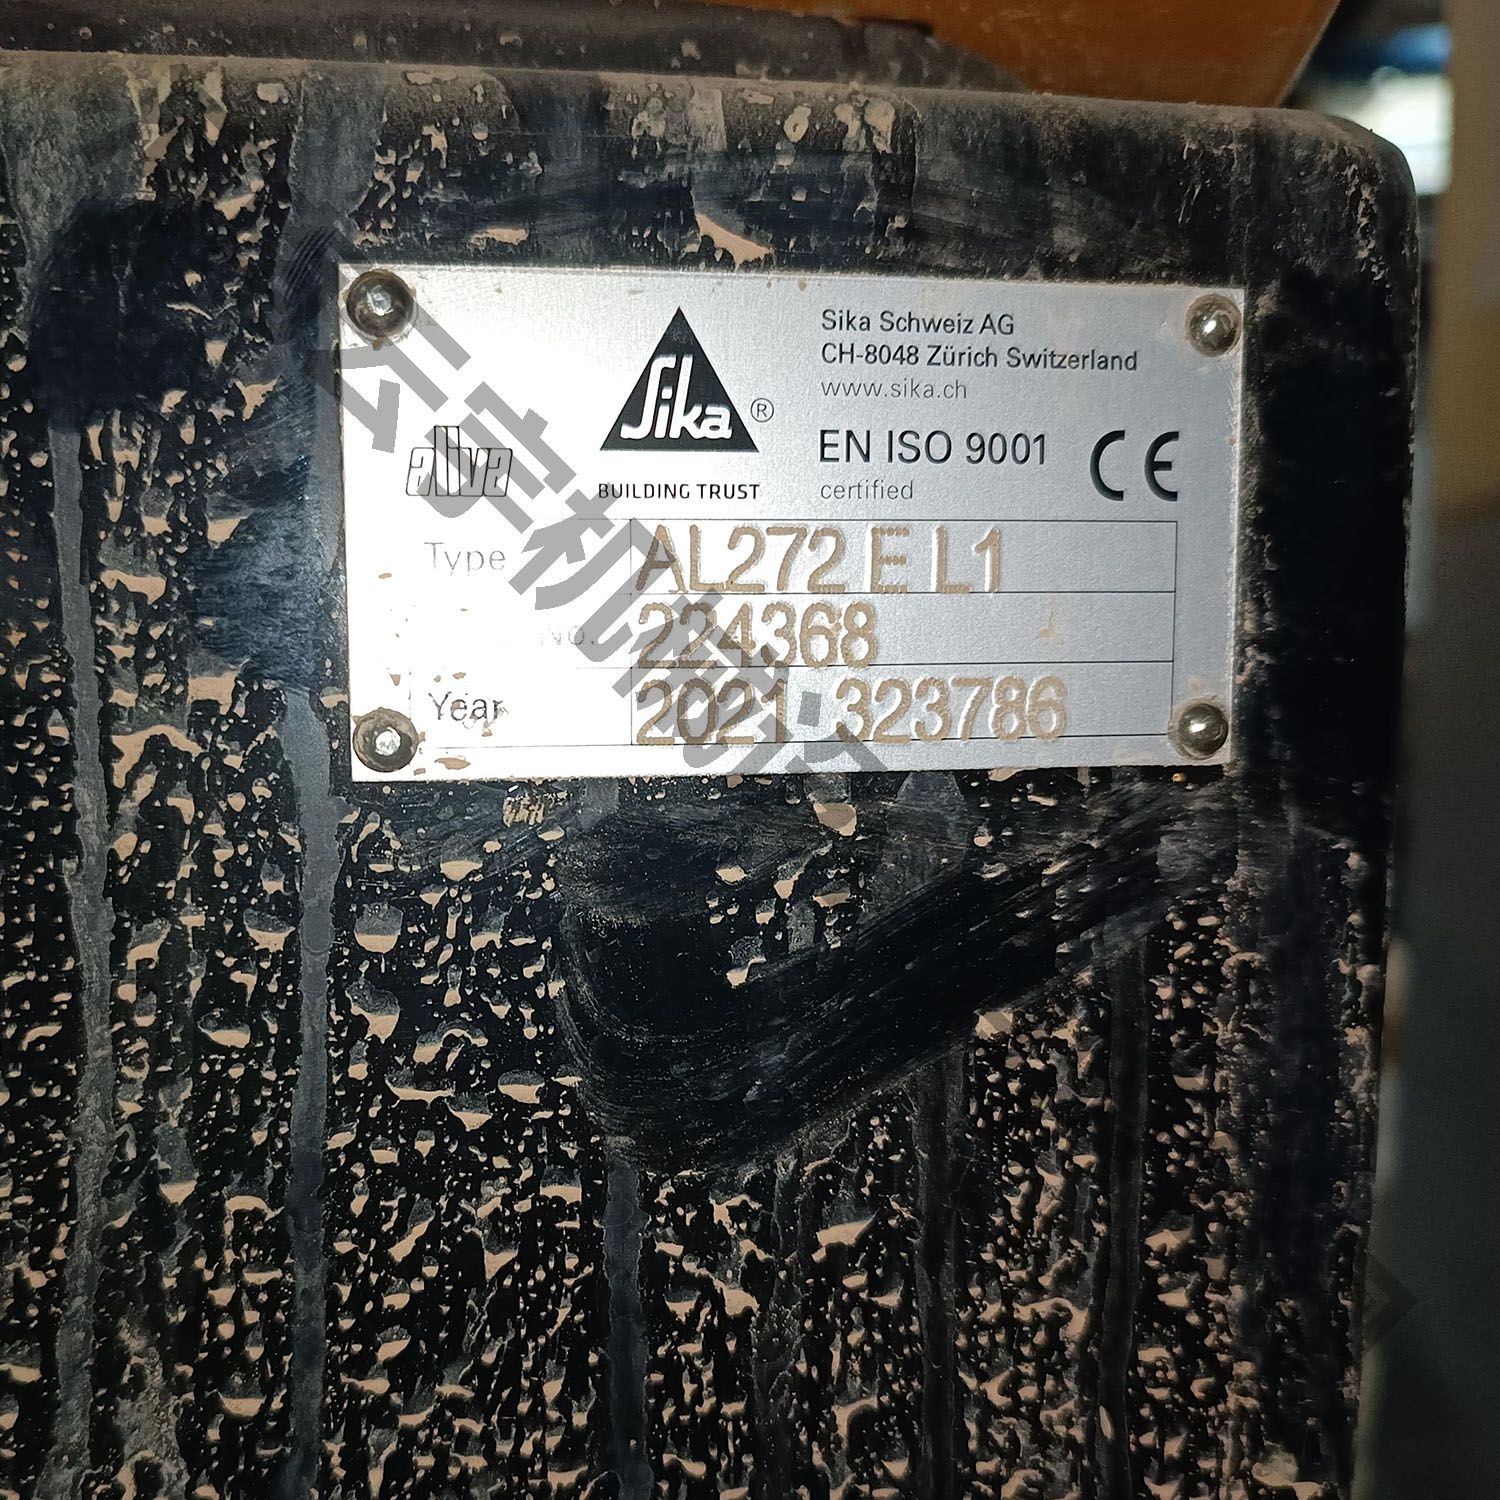 aliva
Sika®
BUILDING TRUST
Sika Schweiz AG
CH-8048 Zürich Switzerland
www.sika.ch
EN ISO 9001 CE
certified
Type AL272 E L1
NO. 224368
Year 2021 323786